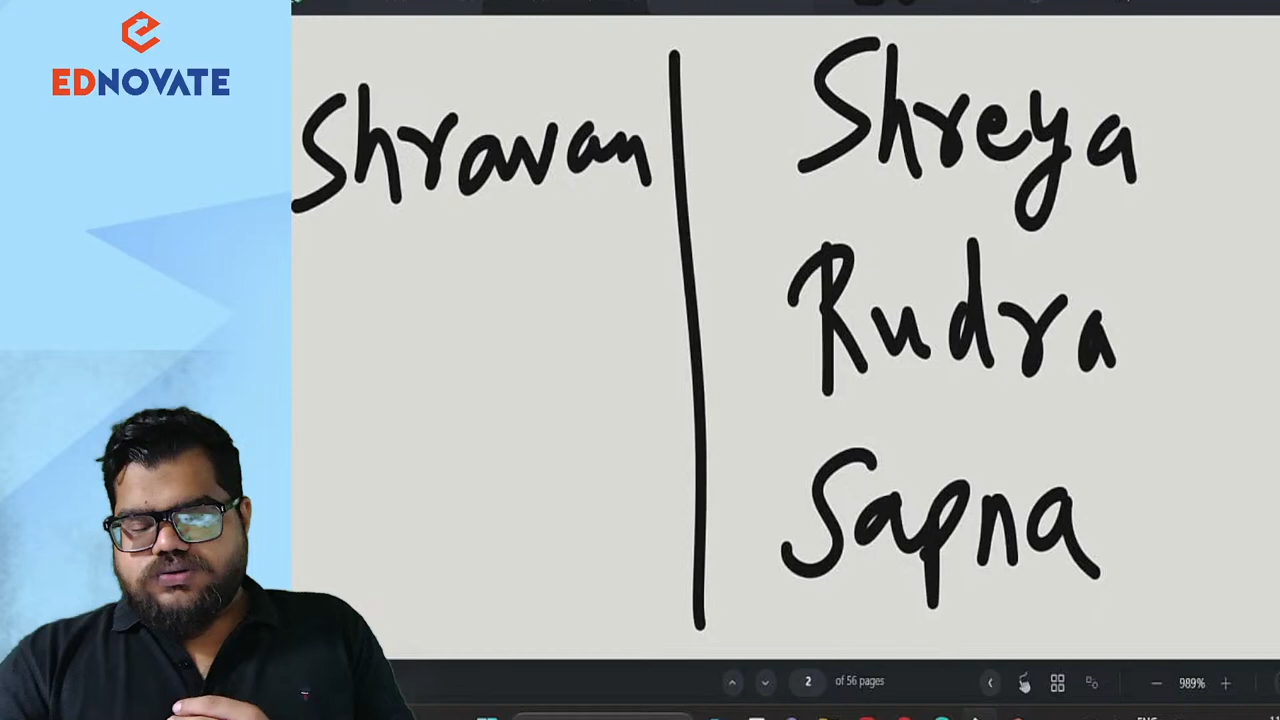 EDNOVATE
Shravan
Shreya
Rudra
Sapna
2 of 56 pages
989%